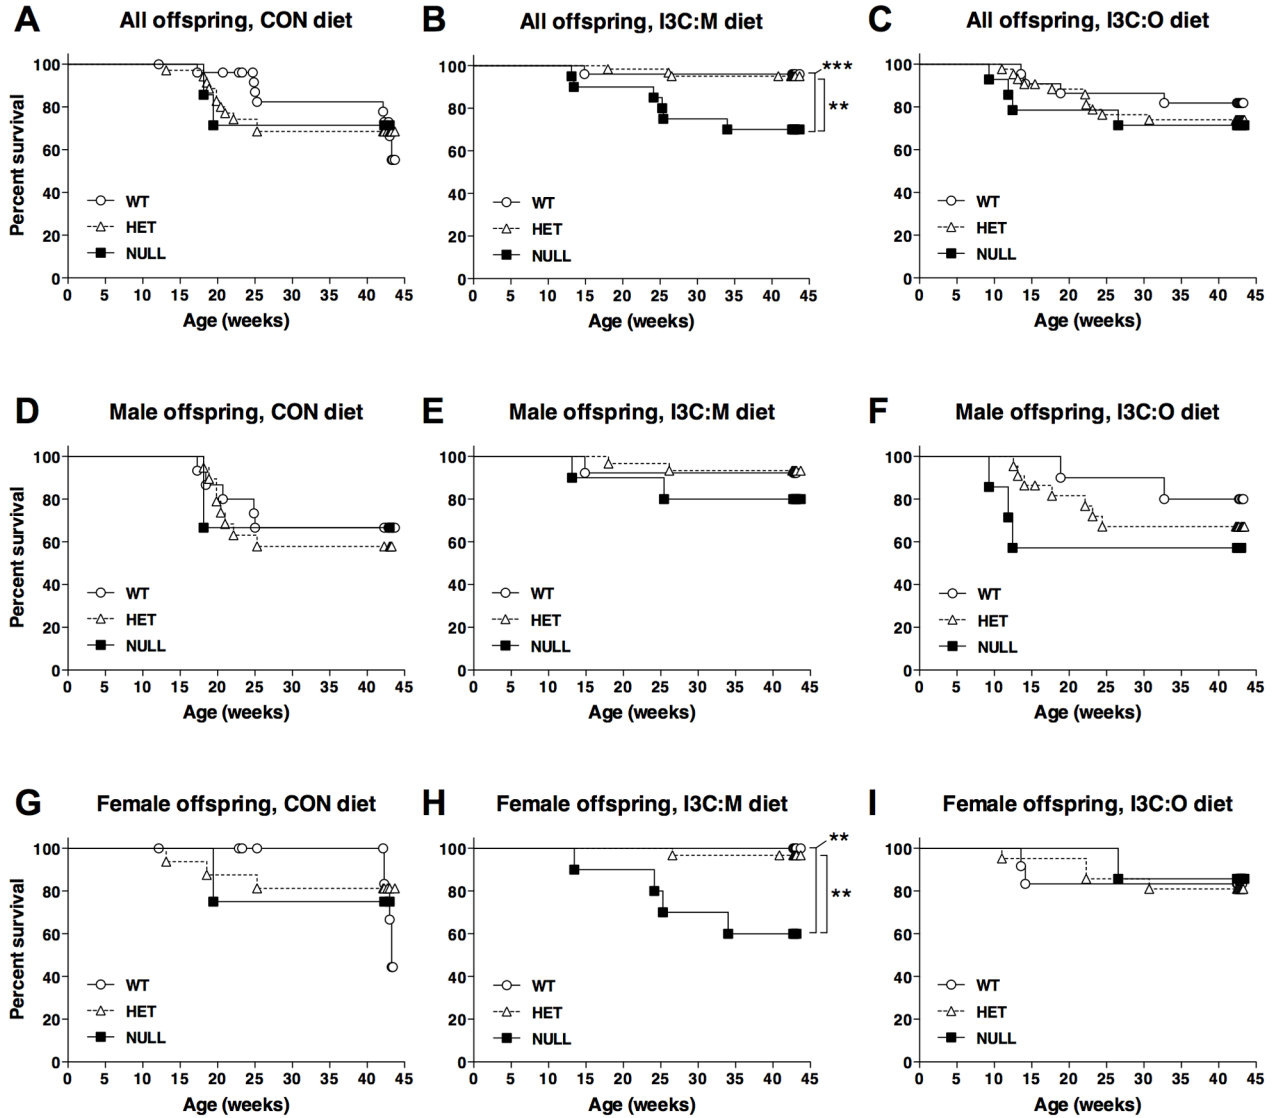 A All offspring, CON diet
Percent survival
100
80
60
40
20
0
WT
HET
NULL
0 5 10 15 20 25 30 35 40 45
Age (weeks)
B All offspring, I3C:M diet
100
80
60
40
20
0
***
**
WT
HET
NULL
0 5 10 15 20 25 30 35 40 45
Age (weeks)
C All offspring, I3C:O diet
100
80
60
40
20
0
WT
HET
NULL
0 5 10 15 20 25 30 35 40 45
Age (weeks)
D Male offspring, CON diet
Percent survival
100
80
60
40
20
0
WT
HET
NULL
0 5 10 15 20 25 30 35 40 45
Age (weeks)
E Male offspring, I3C:M diet
100
80
60
40
20
0
WT
HET
NULL
0 5 10 15 20 25 30 35 40 45
Age (weeks)
F Male offspring, I3C:O diet
100
80
60
40
20
0
WT
HET
NULL
0 5 10 15 20 25 30 35 40 45
Age (weeks)
G Female offspring, CON diet
Percent survival
100
80
60
40
20
0
WT
HET
NULL
0 5 10 15 20 25 30 35 40 45
Age (weeks)
H Female offspring, I3C:M diet
100
80
60
40
20
0
**
**
WT
HET
NULL
0 5 10 15 20 25 30 35 40 45
Age (weeks)
I Female offspring, I3C:O diet
100
80
60
40
20
0
WT
HET
NULL
0 5 10 15 20 25 30 35 40 45
Age (weeks)